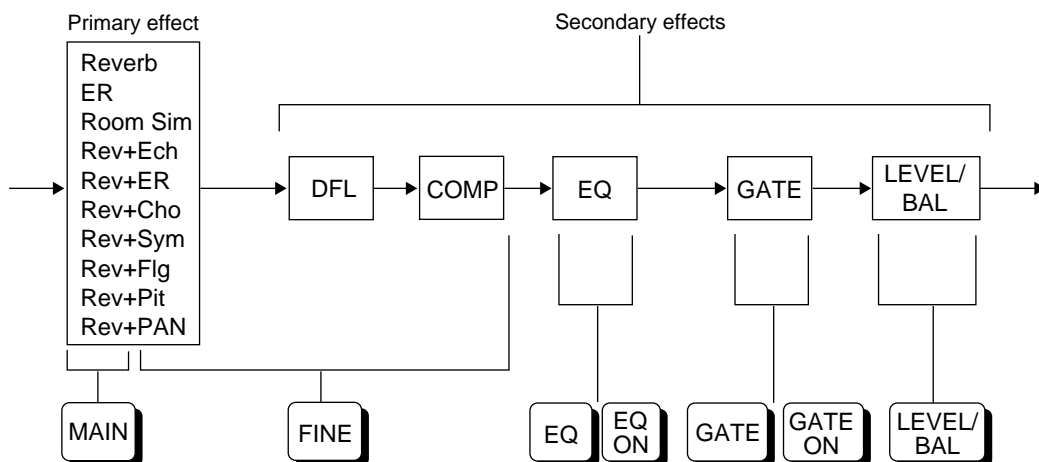 Primary effect
Secondary effects
Reverb
ER
Room Sim
Rev+Ech
Rev+ER
Rev+Cho
Rev+Sym
Rev+Flg
Rev+Pit
Rev+PAN
DFL
COMP
EQ
GATE
LEVEL/
BAL
MAIN
FINE
EQ
EQ
ON
GATE
GATE
ON
LEVEL/
BAL